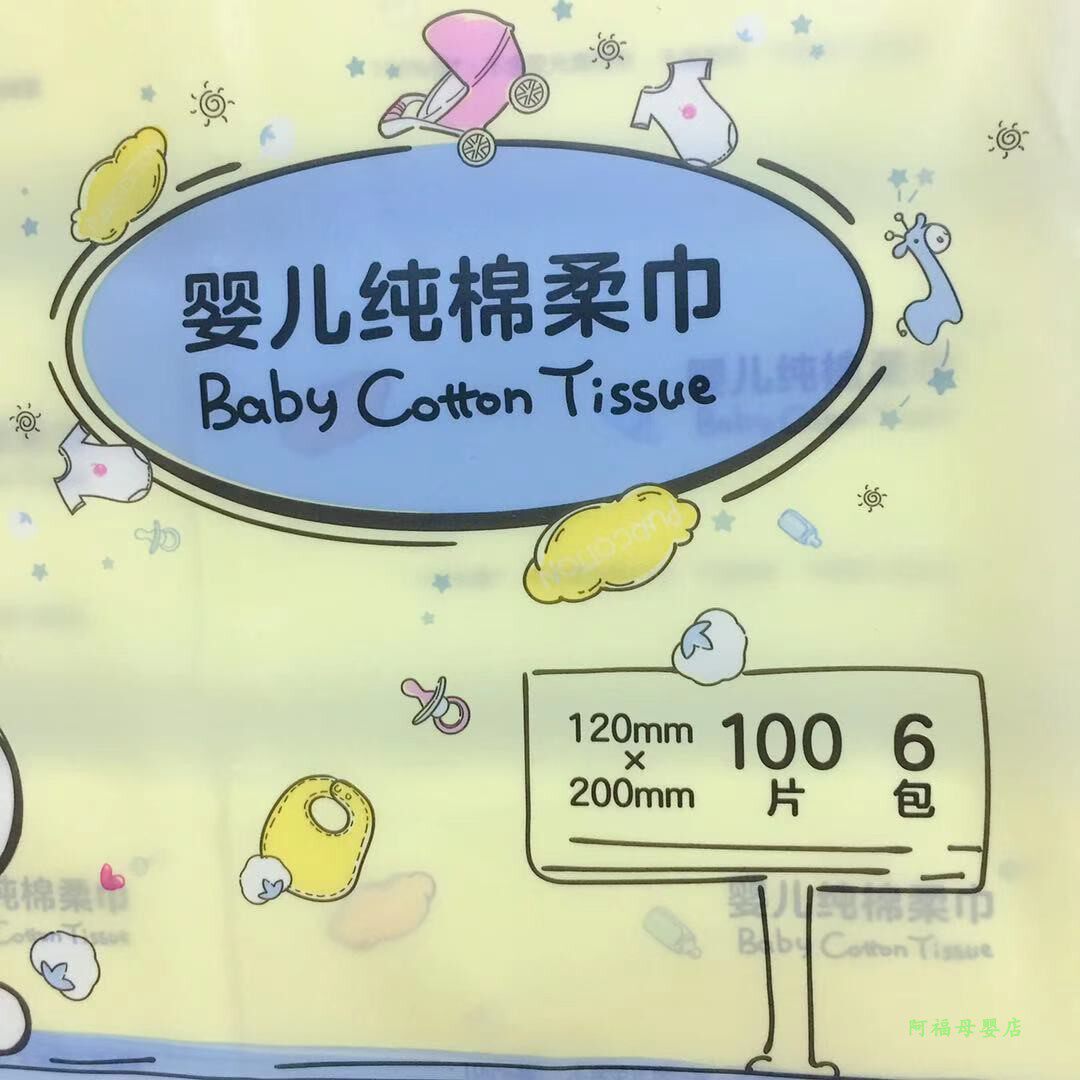 婴儿纯棉柔巾
Baby Cotton Tissue
PURCOTTON
120mm
×
200mm
100
片
6
包
纯棉柔巾
Cotton Tissue
婴儿纯棉柔巾
Baby Cotton Tissue
阿福母婴店